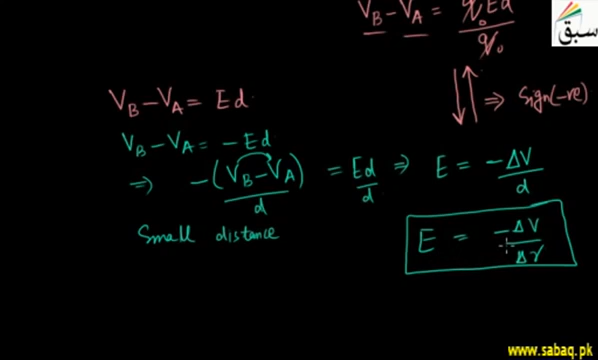 V_B - V_A = q₀Ed / q₀
سبق
V_B - V_A = Ed.
⇒ Sign(-ve)
V_B - V_A = -Ed
⇒ -(V_B - V_A) / d = Ed / d ⇒ E = -ΔV / d
Small distance
E = -ΔV / Δr
www.sabaq.pk